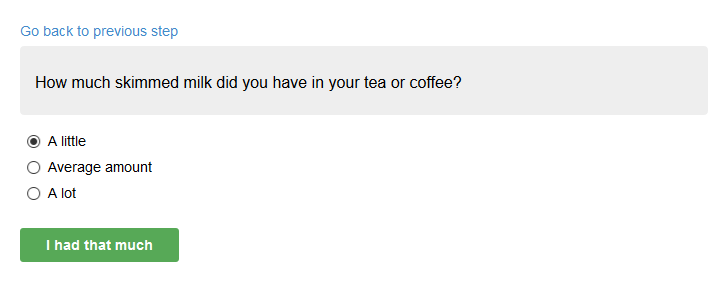 Go back to previous step
How much skimmed milk did you have in your tea or coffee?
A little
Average amount
A lot
I had that much